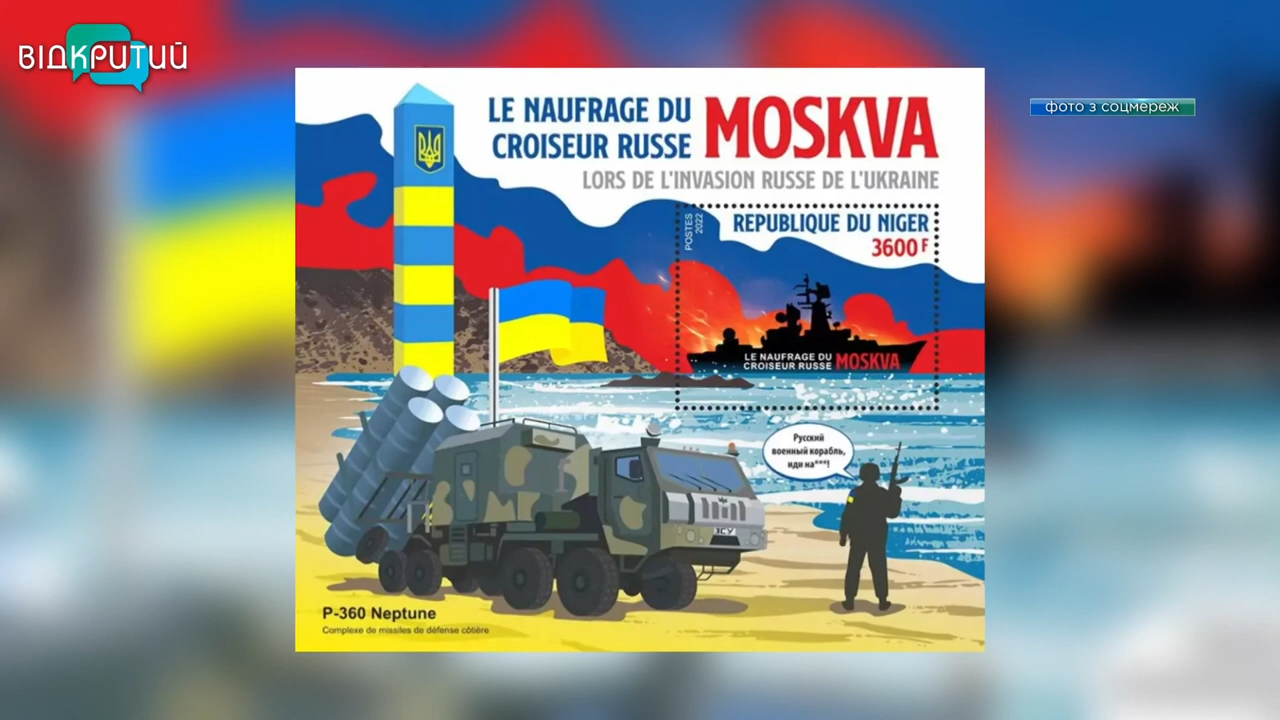 ВІДКРИТИЙ
фото з соцмереж
LE NAUFRAGE DU
CROISEUR RUSSE
MOSKVA
LORS DE L'INVASION RUSSE DE L'UKRAINE
POSTES
2022
REPUBLIQUE DU NIGER
3600 F
LE NAUFRAGE DU
CROISEUR RUSSE
MOSKVA
Русский
военный корабль,
иди на***!
ЗСУ
P-360 Neptune
Complexe de missiles de défense côtière